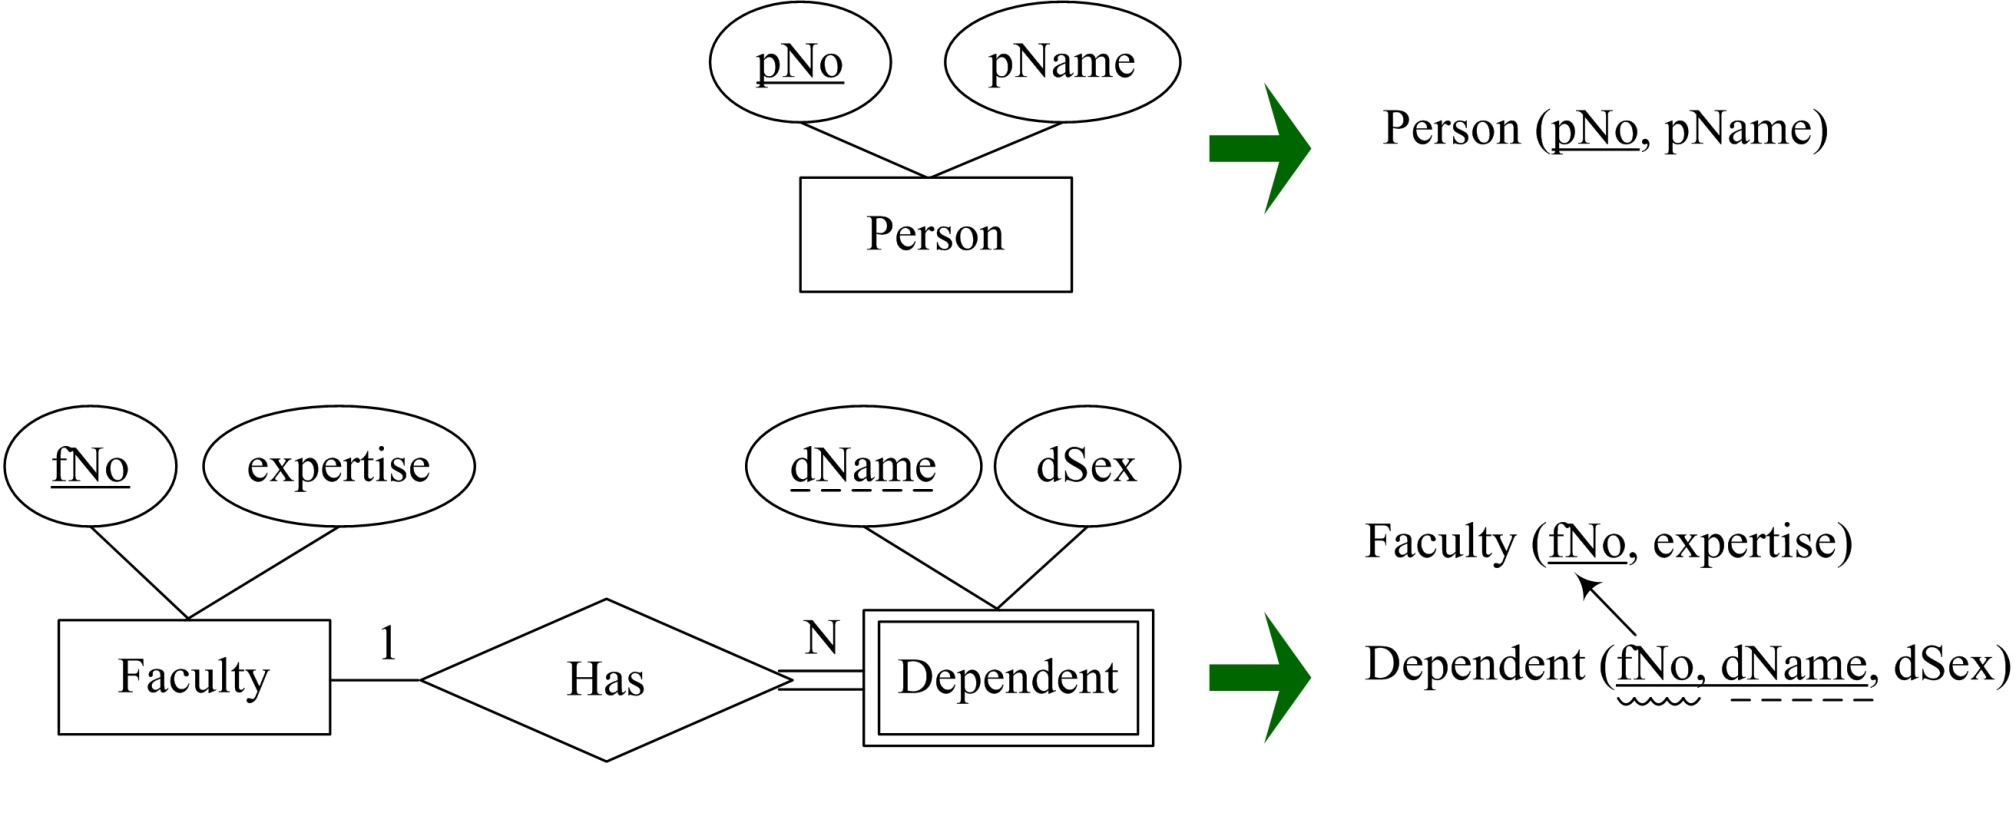 pNo
pName
Person (pNo, pName)
Person
fNo
expertise
dName
dSex
Faculty (fNo, expertise)
Faculty
1
Has
N
Dependent
Dependent (fNo, dName, dSex)